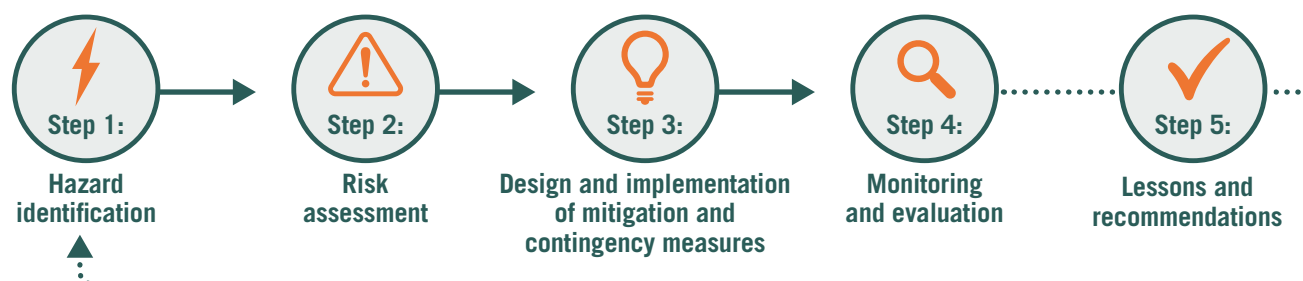 Step 1:
Hazard
identification
Step 2:
Risk
assessment
Step 3:
Design and implementation
of mitigation and
contingency measures
Step 4:
Monitoring
and evaluation
Step 5:
Lessons and
recommendations